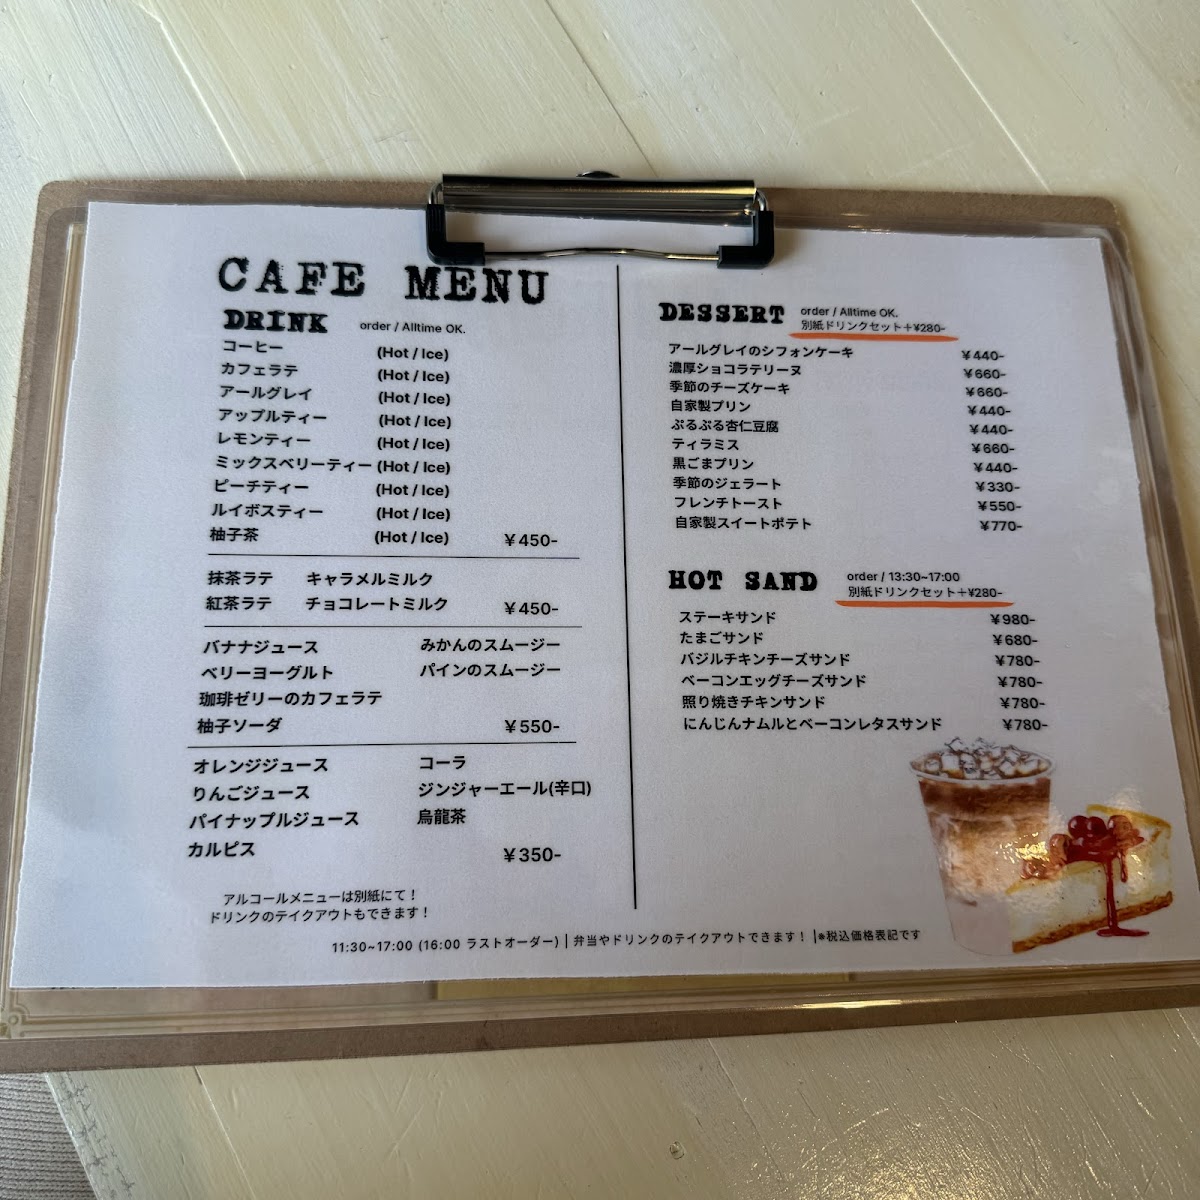 CAFE MENU
DRINK order / Alltime OK.
コーヒー (Hot / Ice)
カフェラテ (Hot / Ice)
アールグレイ (Hot / Ice)
アップルティー (Hot / Ice)
レモンティー (Hot / Ice)
ミックスベリーティー (Hot / Ice)
ピーチティー (Hot / Ice)
ルイボスティー (Hot / Ice)
柚子茶 (Hot / Ice) ¥450-
抹茶ラテ キャラメルミルク
紅茶ラテ チョコレートミルク ¥450-
バナナジュース みかんのスムージー
ベリーヨーグルト パインのスムージー
珈琲ゼリーのカフェラテ
柚子ソーダ ¥550-
オレンジジュース コーラ
りんごジュース ジンジャーエール(辛口)
パイナップルジュース 烏龍茶
カルピス ¥350-
アルコールメニューは別紙にて！
ドリンクのテイクアウトもできます！
DESSERT order / Alltime OK.
別紙ドリンクセット＋¥280-
アールグレイのシフォンケーキ ¥440-
濃厚ショコラテリーヌ ¥660-
季節のチーズケーキ ¥660-
自家製プリン ¥440-
ぷるぷる杏仁豆腐 ¥440-
ティラミス ¥660-
黒ごまプリン ¥440-
季節のジェラート ¥330-
フレンチトースト ¥550-
自家製スイートポテト ¥770-
HOT SAND order / 13:30~17:00
別紙ドリンクセット＋¥280-
ステーキサンド ¥980-
たまごサンド ¥680-
バジルチキンチーズサンド ¥780-
ベーコンエッグチーズサンド ¥780-
照り焼きチキンサンド ¥780-
にんじんナムルとベーコンレタスサンド ¥780-
11:30~17:00 (16:00 ラストオーダー) | 弁当やドリンクのテイクアウトできます！ |※税込価格表記です